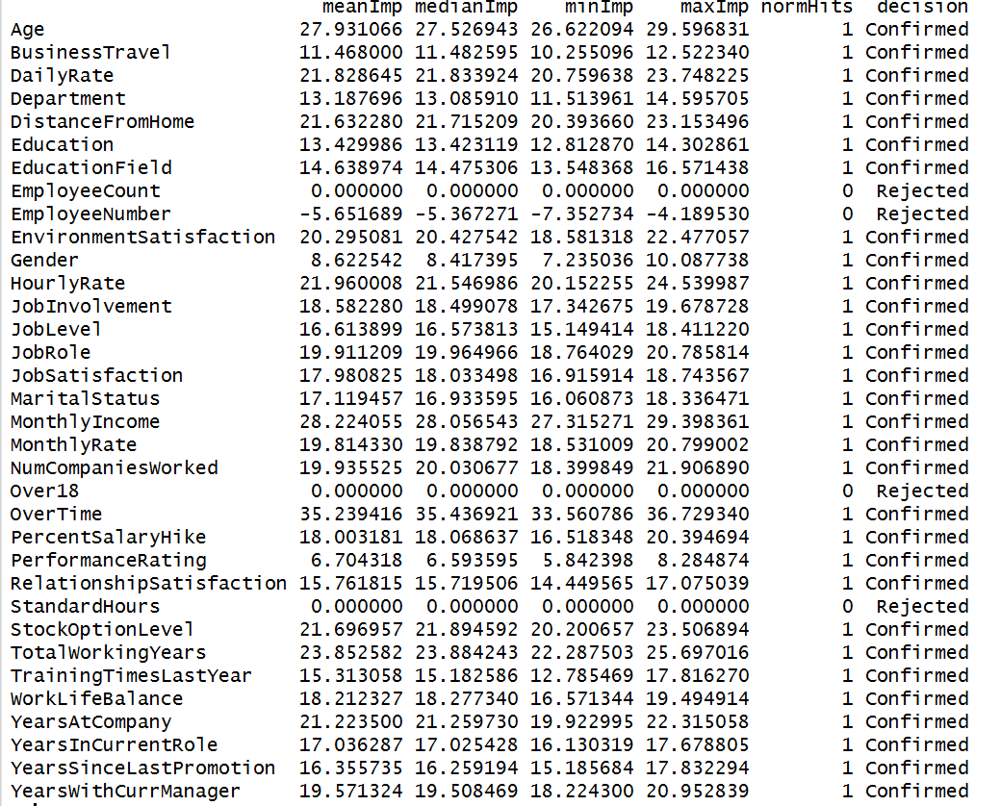 meanImp medianImp minImp maxImp normHits decision
Age 27.931066 27.526943 26.622094 29.596831 1 Confirmed
BusinessTravel 11.468000 11.482595 10.255096 12.522340 1 Confirmed
DailyRate 21.828645 21.833924 20.759638 23.748225 1 Confirmed
Department 13.187696 13.085910 11.513961 14.595705 1 Confirmed
DistanceFromHome 21.632280 21.715209 20.393660 23.153496 1 Confirmed
Education 13.429986 13.423119 12.812870 14.302861 1 Confirmed
EducationField 14.638974 14.475306 13.548368 16.571438 1 Confirmed
EmployeeCount 0.000000 0.000000 0.000000 0.000000 0 Rejected
EmployeeNumber -5.651689 -5.367271 -7.352734 -4.189530 0 Rejected
EnvironmentSatisfaction 20.295081 20.427542 18.581318 22.477057 1 Confirmed
Gender 8.622542 8.417395 7.235036 10.087738 1 Confirmed
HourlyRate 21.960008 21.546986 20.152255 24.539987 1 Confirmed
JobInvolvement 18.582280 18.499078 17.342675 19.678728 1 Confirmed
JobLevel 16.613899 16.573813 15.149414 18.411220 1 Confirmed
JobRole 19.911209 19.964966 18.764029 20.785814 1 Confirmed
JobSatisfaction 17.980825 18.033498 16.915914 18.743567 1 Confirmed
MaritalStatus 17.119457 16.933595 16.060873 18.336471 1 Confirmed
MonthlyIncome 28.224055 28.056543 27.315271 29.398361 1 Confirmed
MonthlyRate 19.814330 19.838792 18.531009 20.799002 1 Confirmed
NumCompaniesWorked 19.935525 20.030677 18.399849 21.906890 1 Confirmed
Over18 0.000000 0.000000 0.000000 0.000000 0 Rejected
OverTime 35.239416 35.436921 33.560786 36.729340 1 Confirmed
PercentSalaryHike 18.003181 18.068637 16.518348 20.394694 1 Confirmed
PerformanceRating 6.704318 6.593595 5.842398 8.284874 1 Confirmed
RelationshipSatisfaction 15.761815 15.719506 14.449565 17.075039 1 Confirmed
StandardHours 0.000000 0.000000 0.000000 0.000000 0 Rejected
StockOptionLevel 21.696957 21.894592 20.200657 23.506894 1 Confirmed
TotalWorkingYears 23.852582 23.884243 22.287503 25.697016 1 Confirmed
TrainingTimesLastYear 15.313058 15.182586 12.785469 17.816270 1 Confirmed
WorkLifeBalance 18.212327 18.277340 16.571344 19.494914 1 Confirmed
YearsAtCompany 21.223500 21.259730 19.922995 22.315058 1 Confirmed
YearsInCurrentRole 17.036287 17.025428 16.130319 17.678805 1 Confirmed
YearsSinceLastPromotion 16.355735 16.259194 15.185684 17.832294 1 Confirmed
YearsWithCurrManager 19.571324 19.508469 18.224300 20.952839 1 Confirmed